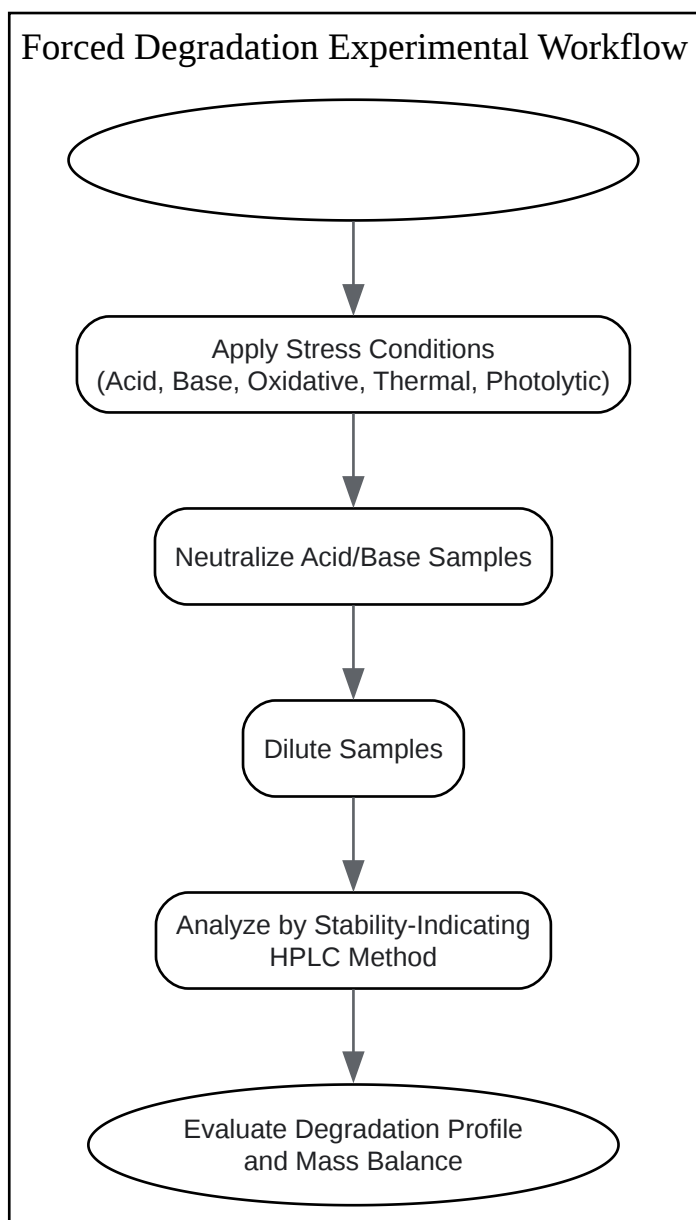 Forced Degradation Experimental Workflow
Apply Stress Conditions
(Acid, Base, Oxidative, Thermal, Photolytic)
Neutralize Acid/Base Samples
Dilute Samples
Analyze by Stability-Indicating
HPLC Method
Evaluate Degradation Profile
and Mass Balance